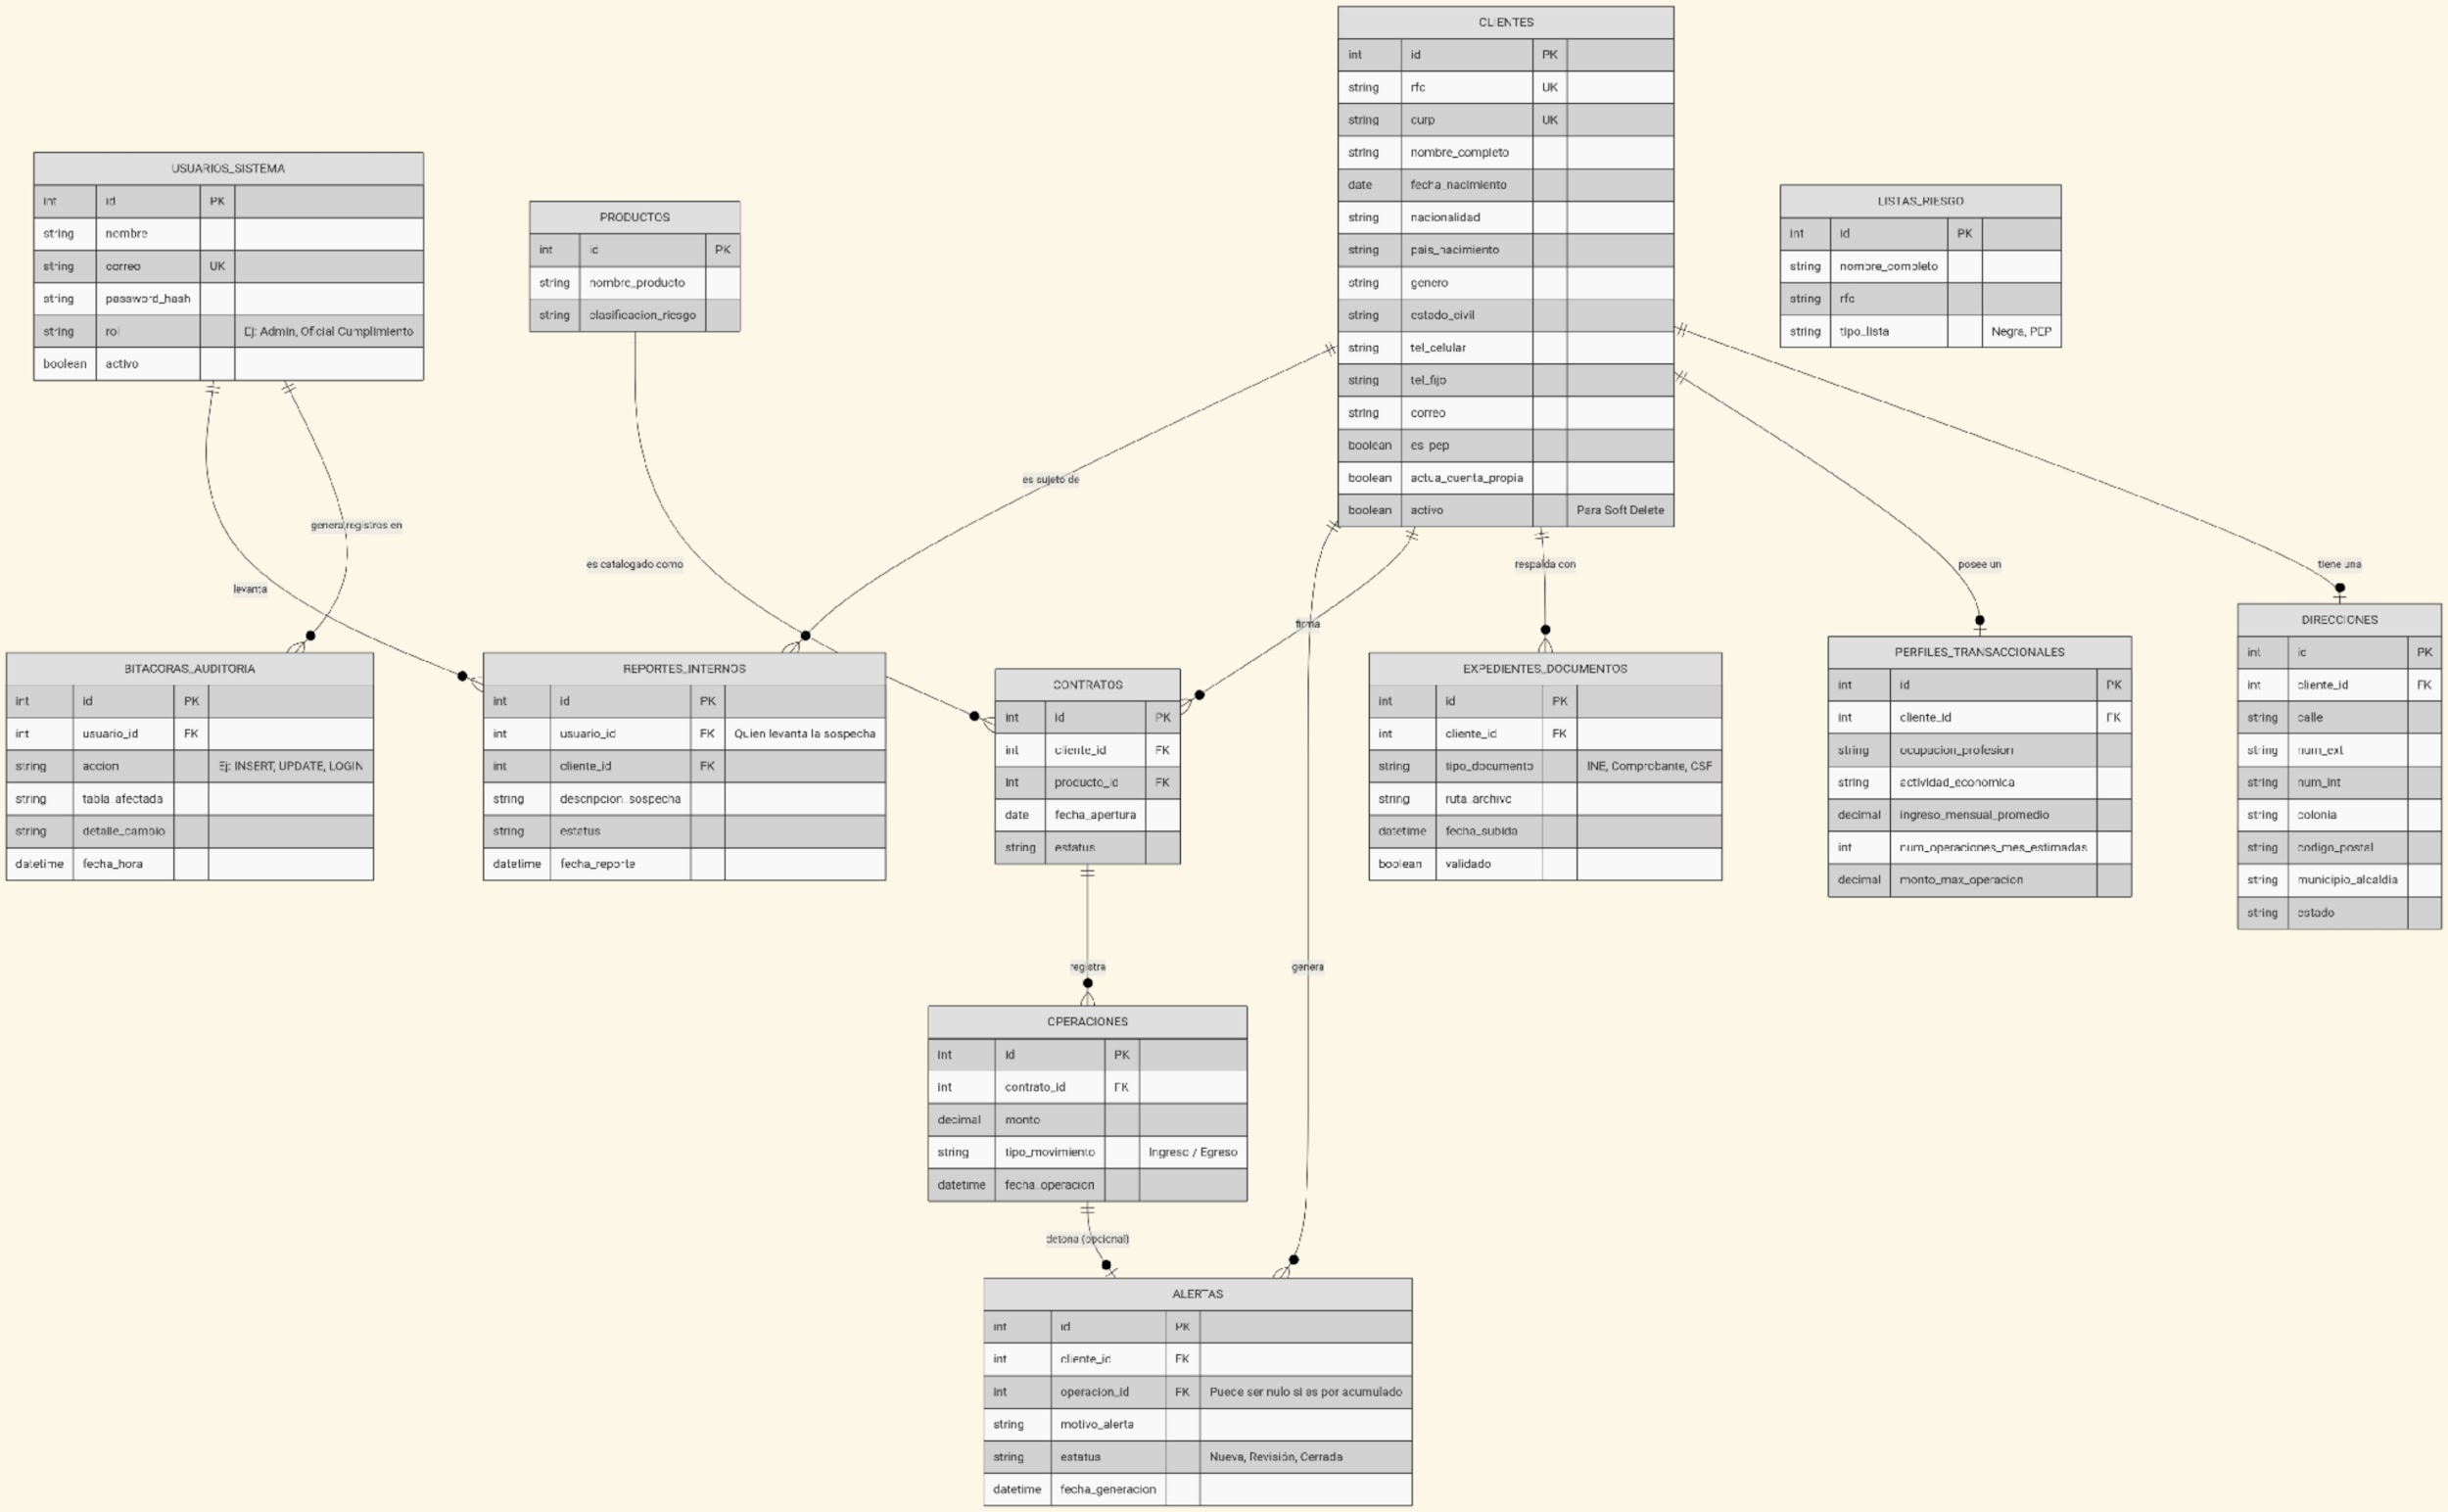 CLIENTES
int id PK
string rfc UK
string curp UK
string nombre_completo
date fecha_nacimiento
string nacionalidad
string pais_nacimiento
string genero
string estado_civil
string tel_celular
string tel_fijo
string correo
boolean es_pep
boolean actua_cuenta_propia
boolean activo Para Soft Delete
USUARIOS_SISTEMA
int id PK
string nombre
string correo UK
string password_hash
string rol Ej: Admin, Oficial Cumplimiento
boolean activo
PRODUCTOS
int id PK
string nombre_producto
string clasificacion_riesgo
LISTAS_RIESGO
int id PK
string nombre_completo
string rfc
string tipo_lista Negra, PEP
es sujeto de
genera registros en
es catalogado como
levanta
firma
respalda con
posee un
tiene una
BITACORAS_AUDITORIA
int id PK
int usuario_id FK
string accion Ej: INSERT, UPDATE, LOGIN
string tabla_afectada
string detalle_cambio
datetime fecha_hora
REPORTES_INTERNOS
int id PK
int usuario_id FK Quien levanta la sospecha
int cliente_id FK
string descripcion_sospecha
string estatus
datetime fecha_reporte
CONTRATOS
int id PK
int cliente_id FK
int producto_id FK
date fecha_apertura
string estatus
EXPEDIENTES_DOCUMENTOS
int id PK
int cliente_id FK
string tipo_documento INE, Comprobante, CSF
string ruta_archivo
datetime fecha_subida
boolean validado
PERFILES_TRANSACCIONALES
int id PK
int cliente_id FK
string ocupacion_profesion
string actividad_economica
decimal ingreso_mensual_promedio
int num_operaciones_mes_estimadas
decimal monto_max_operacion
DIRECCIONES
int id PK
int cliente_id FK
string calle
string num_ext
string num_int
string colonia
string codigo_postal
string municipio_alcaldia
string estado
registra
genera
OPERACIONES
int id PK
int contrato_id FK
decimal monto
string tipo_movimiento Ingreso / Egreso
datetime fecha_operacion
detona (opcional)
ALERTAS
int id PK
int cliente_id FK
int operacion_id FK Puede ser nulo si es por acumulado
string motivo_alerta
string estatus Nueva, Revisión, Cerrada
datetime fecha_generacion